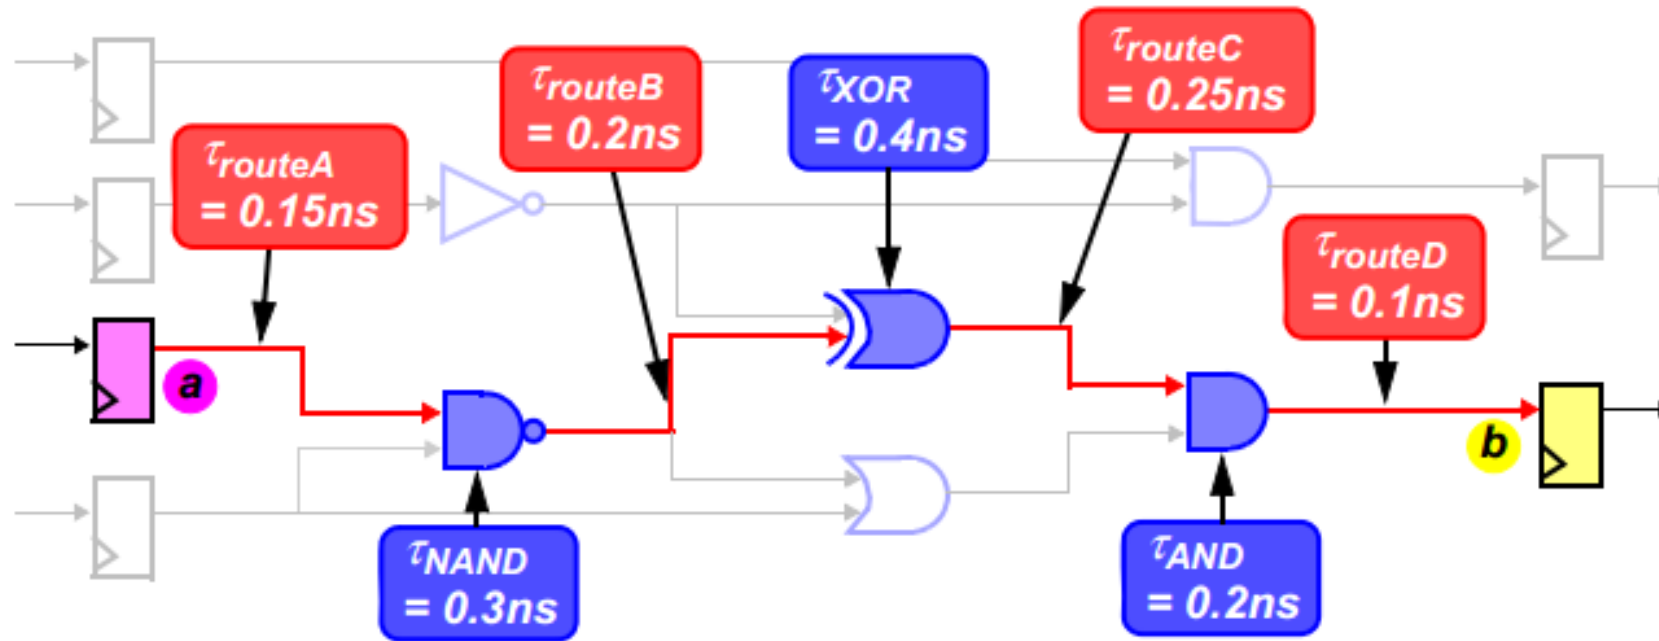 τrouteA
= 0.15ns
τrouteB
= 0.2ns
τXOR
= 0.4ns
τrouteC
= 0.25ns
τrouteD
= 0.1ns
a
b
τNAND
= 0.3ns
τAND
= 0.2ns